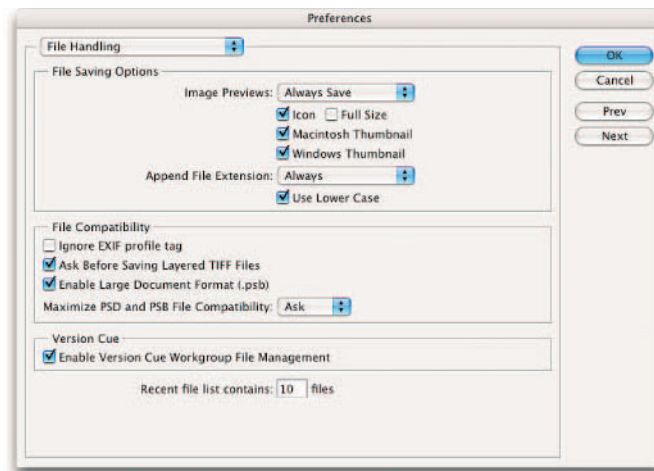 Preferences
File Handling
OK
Cancel
Prev
Next
File Saving Options
Image Previews: Always Save
Icon Full Size
Macintosh Thumbnail
Windows Thumbnail
Append File Extension: Always
Use Lower Case
File Compatibility
Ignore EXIF profile tag
Ask Before Saving Layered TIFF Files
Enable Large Document Format (.psb)
Maximize PSD and PSB File Compatibility: Ask
Version Cue
Enable Version Cue Workgroup File Management
Recent file list contains: 10 files